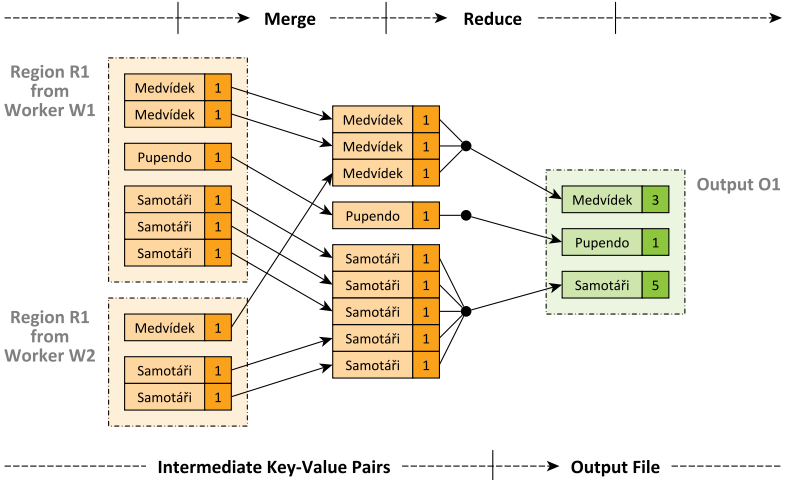 Merge
Reduce
Region R1
from
Worker W1
Medvídek 1
Medvídek 1
Pupendo 1
Samotáři 1
Samotáři 1
Samotáři 1
Region R1
from
Worker W2
Medvídek 1
Samotáři 1
Samotáři 1
Medvídek 1
Medvídek 1
Medvídek 1
Pupendo 1
Samotáři 1
Samotáři 1
Samotáři 1
Samotáři 1
Samotáři 1
Output O1
Medvídek 3
Pupendo 1
Samotáři 5
Intermediate Key-Value Pairs
Output File